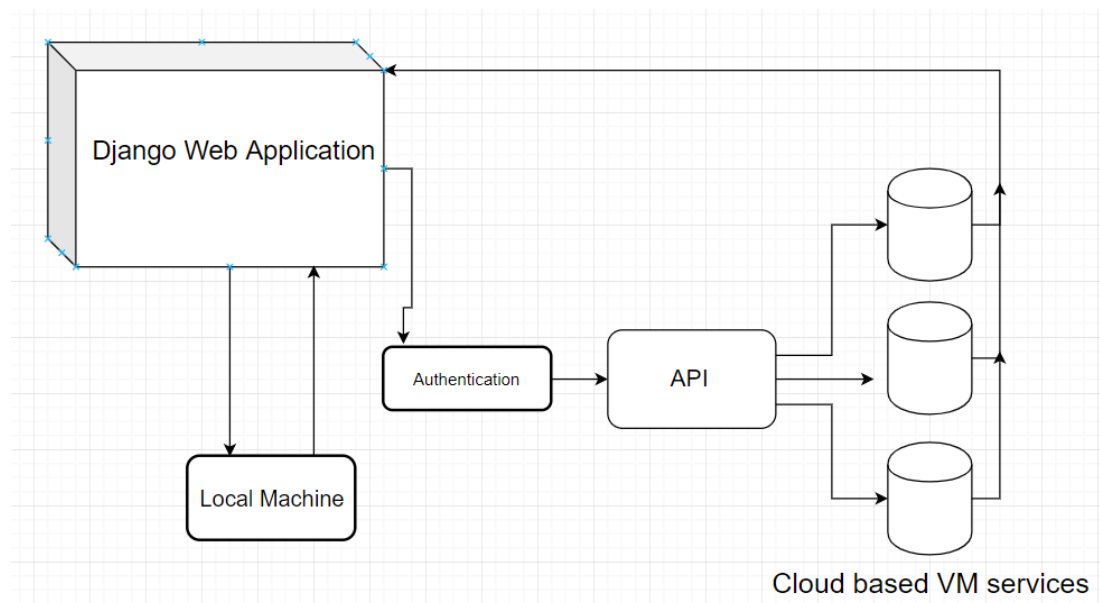 Django Web Application
Authentication
API
Local Machine
Cloud based VM services